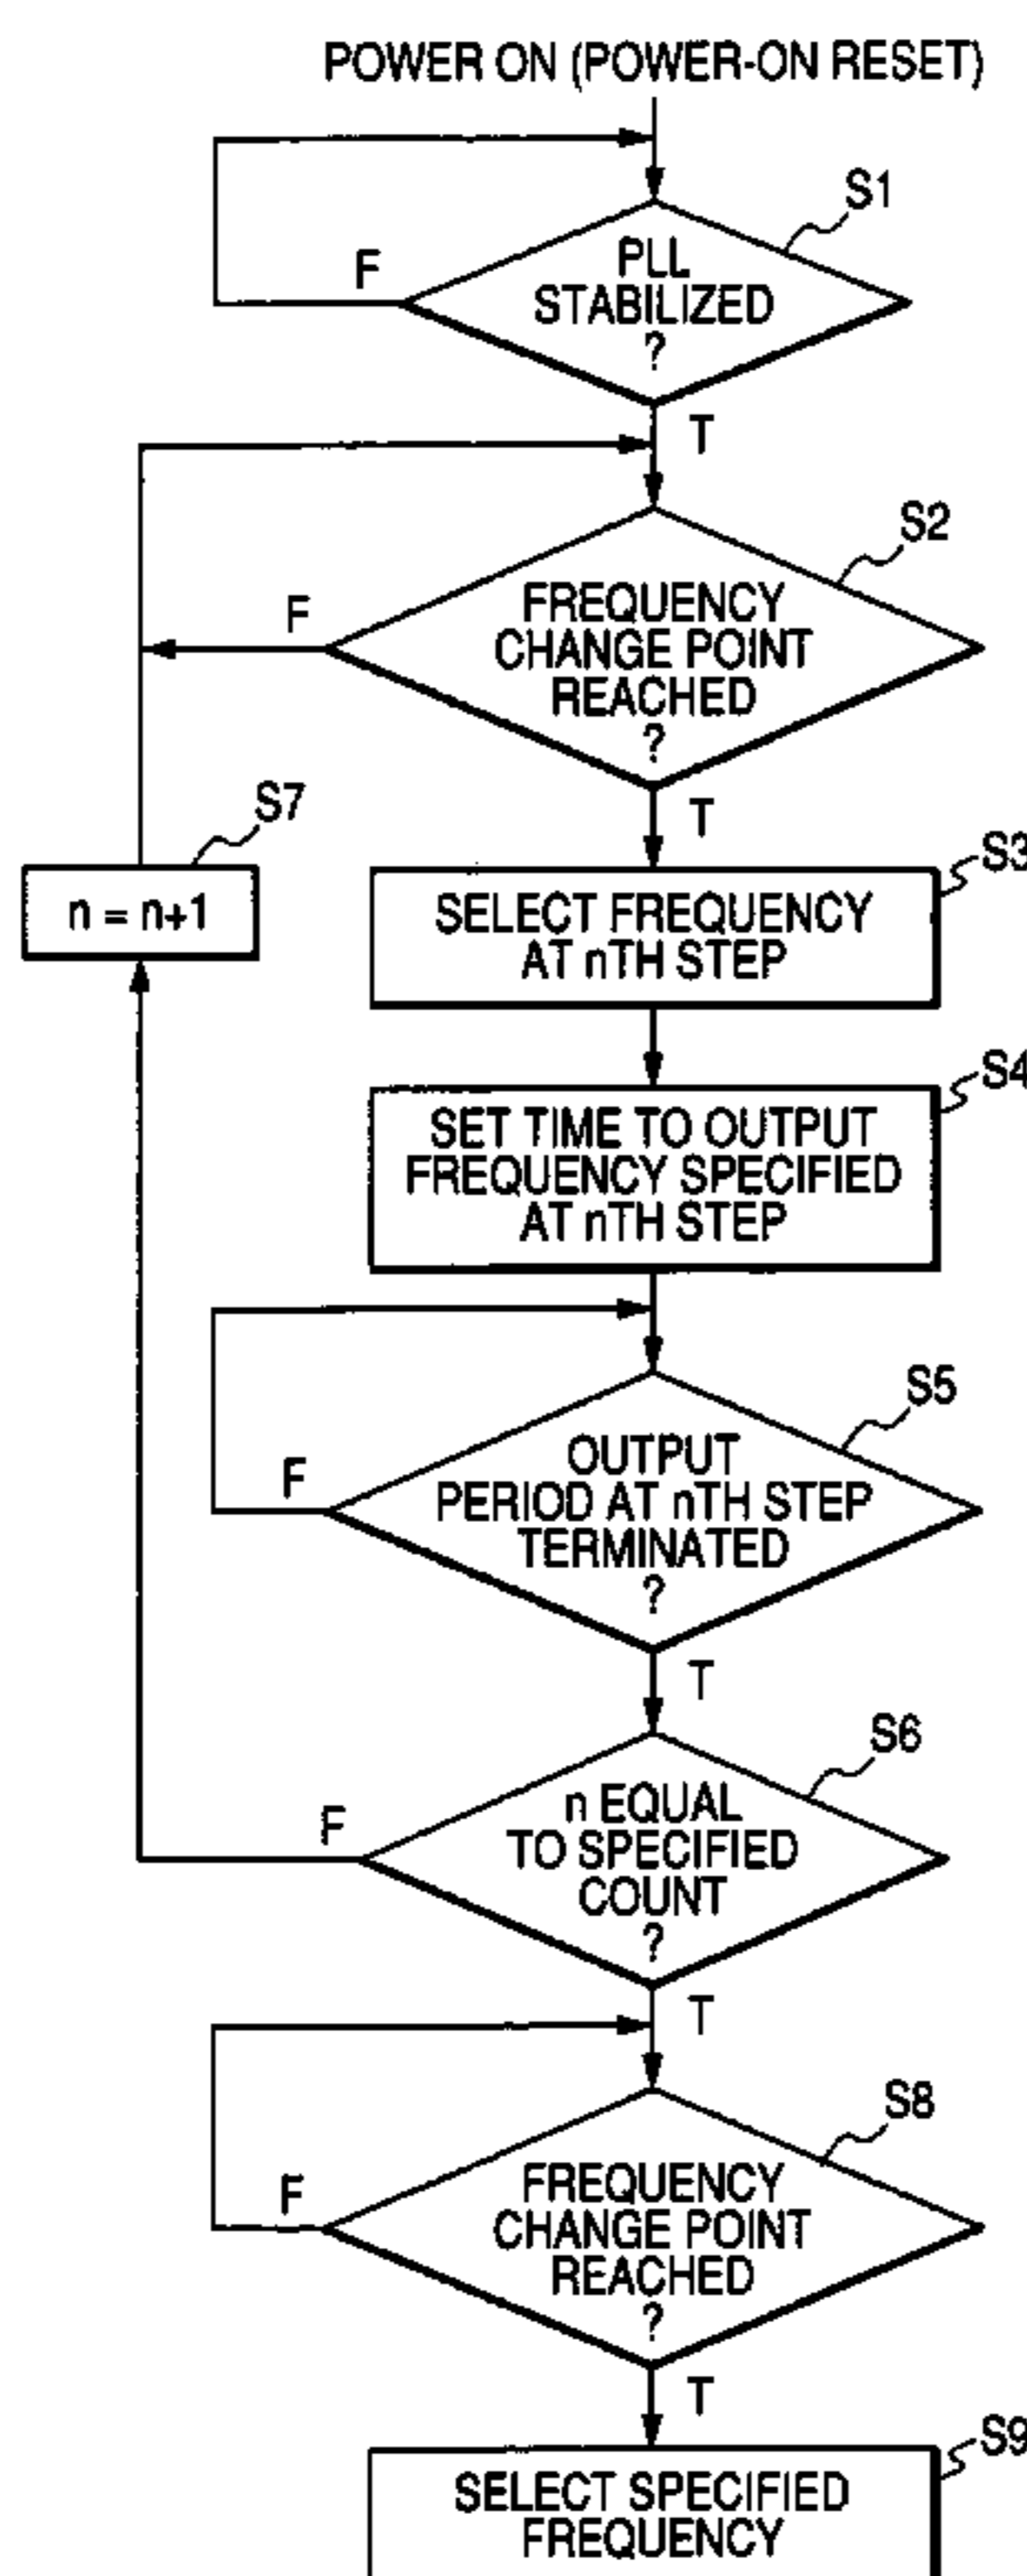 POWER ON (POWER-ON RESET)
S1
PLL
STABILIZED
?
F
T
S2
FREQUENCY
CHANGE POINT
REACHED
?
F
T
S7
n = n+1
S3
SELECT FREQUENCY
AT nTH STEP
S4
SET TIME TO OUTPUT
FREQUENCY SPECIFIED
AT nTH STEP
S5
OUTPUT
PERIOD AT nTH STEP
TERMINATED
?
F
T
S6
n EQUAL
TO SPECIFIED
COUNT
?
F
T
S8
FREQUENCY
CHANGE POINT
REACHED
?
F
T
S9
SELECT SPECIFIED
FREQUENCY